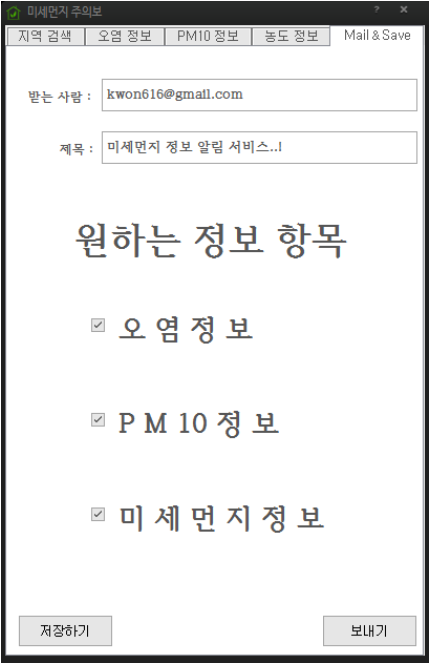 미세먼지 주의보
? ×
지역 검색 오염 정보 PM10 정보 농도 정보 Mail & Save
받는 사람 : kwon616@gmail.com
제목 : 미세먼지 정보 알림 서비스..!
원하는 정보 항목
오 염 정 보
P M 10 정 보
미 세 먼 지 정 보
저장하기 보내기